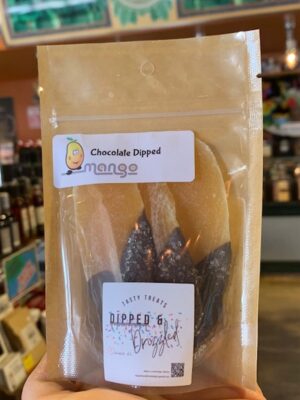 Chocolate Dipped
mango
TASTY TREATS
DIPPED &
Drizzled